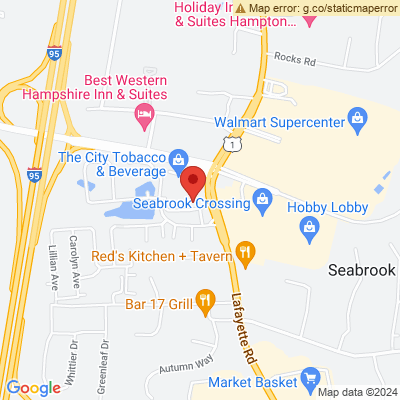 Map error: g.co/staticmaperror
Holiday In
& Suites Hampton...
Rocks Rd
95
Best Western
Hampshire Inn & Suites
Walmart Supercenter
1
The City Tobacco
& Beverage
95
Seabrook Crossing
Hobby Lobby
Lillian Ave
Carolyn Ave
Red's Kitchen + Tavern
Seabrook
Bar 17 Grill
Lafayette Rd
Whittier Dr
Greenleaf Dr
Autumn Way
Market Basket
Google
Map data ©2024